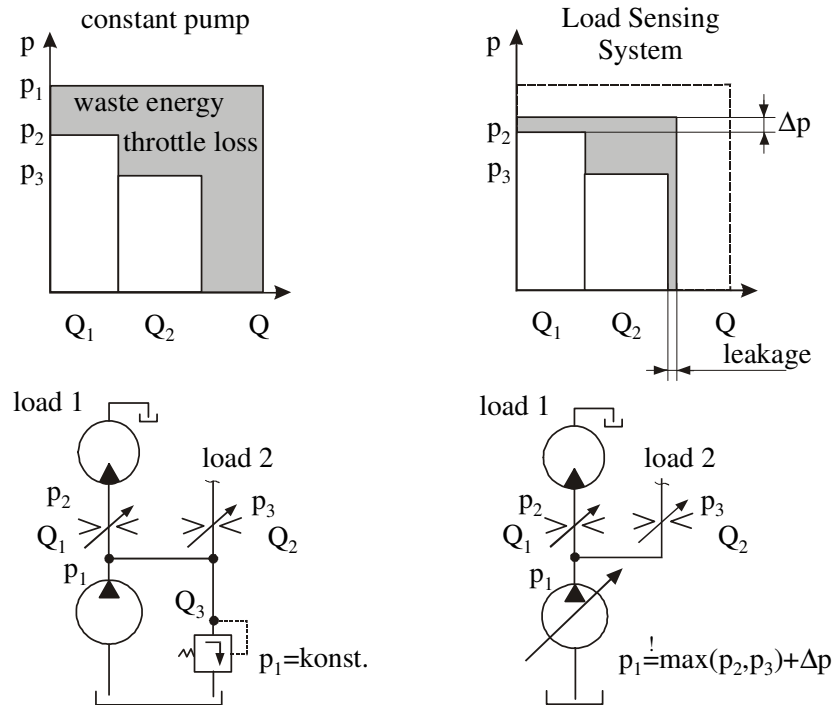 constant pump
p
p₁
waste energy
p₂
throttle loss
p₃
Q₁
Q₂
Q
Load Sensing
System
p
p₂
Δp
p₃
Q₁
Q₂
Q
leakage
load 1
load 2
p₂
p₃
Q₁
Q₂
p₁
Q₃
p₁=konst.
load 1
load 2
p₂
p₃
Q₁
Q₂
p₁
!
p₁=max(p₂,p₃)+Δp